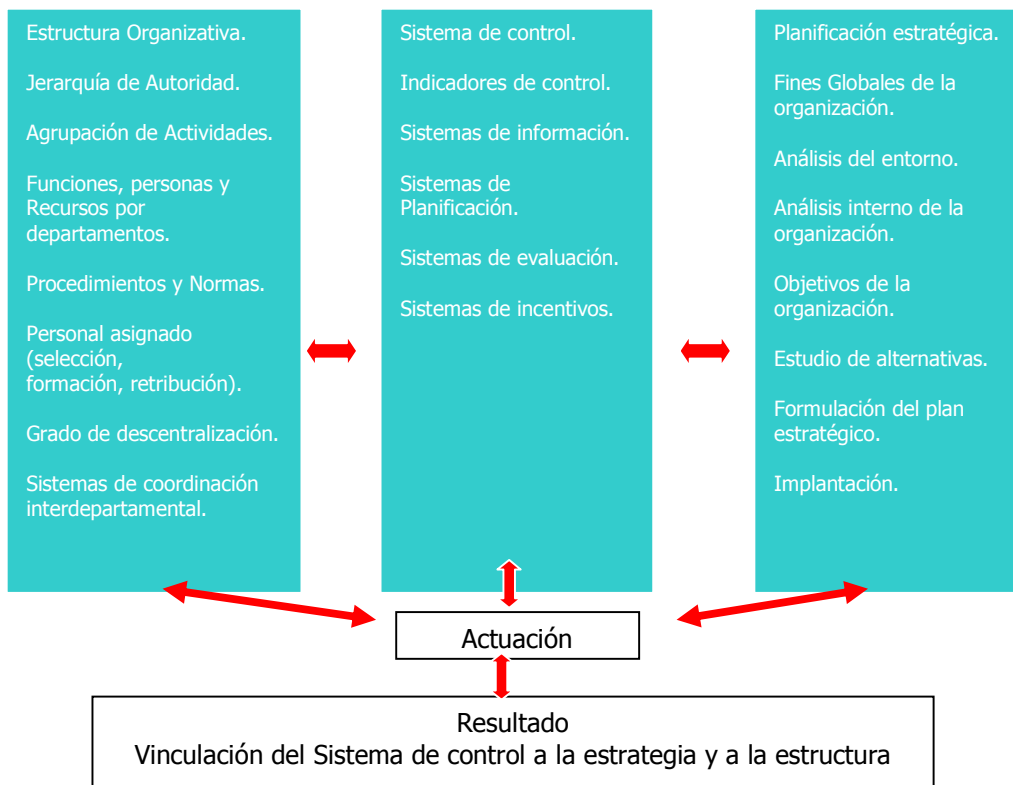 Estructura Organizativa.
Jerarquía de Autoridad.
Agrupación de Actividades.
Funciones, personas y
Recursos por
departamentos.
Procedimientos y Normas.
Personal asignado
(selección,
formación, retribución).
Grado de descentralización.
Sistemas de coordinación
interdepartamental.
Sistema de control.
Indicadores de control.
Sistemas de información.
Sistemas de
Planificación.
Sistemas de evaluación.
Sistemas de incentivos.
Planificación estratégica.
Fines Globales de la
organización.
Análisis del entorno.
Análisis interno de la
organización.
Objetivos de la
organización.
Estudio de alternativas.
Formulación del plan
estratégico.
Implantación.
Actuación
Resultado
Vinculación del Sistema de control a la estrategia y a la estructura